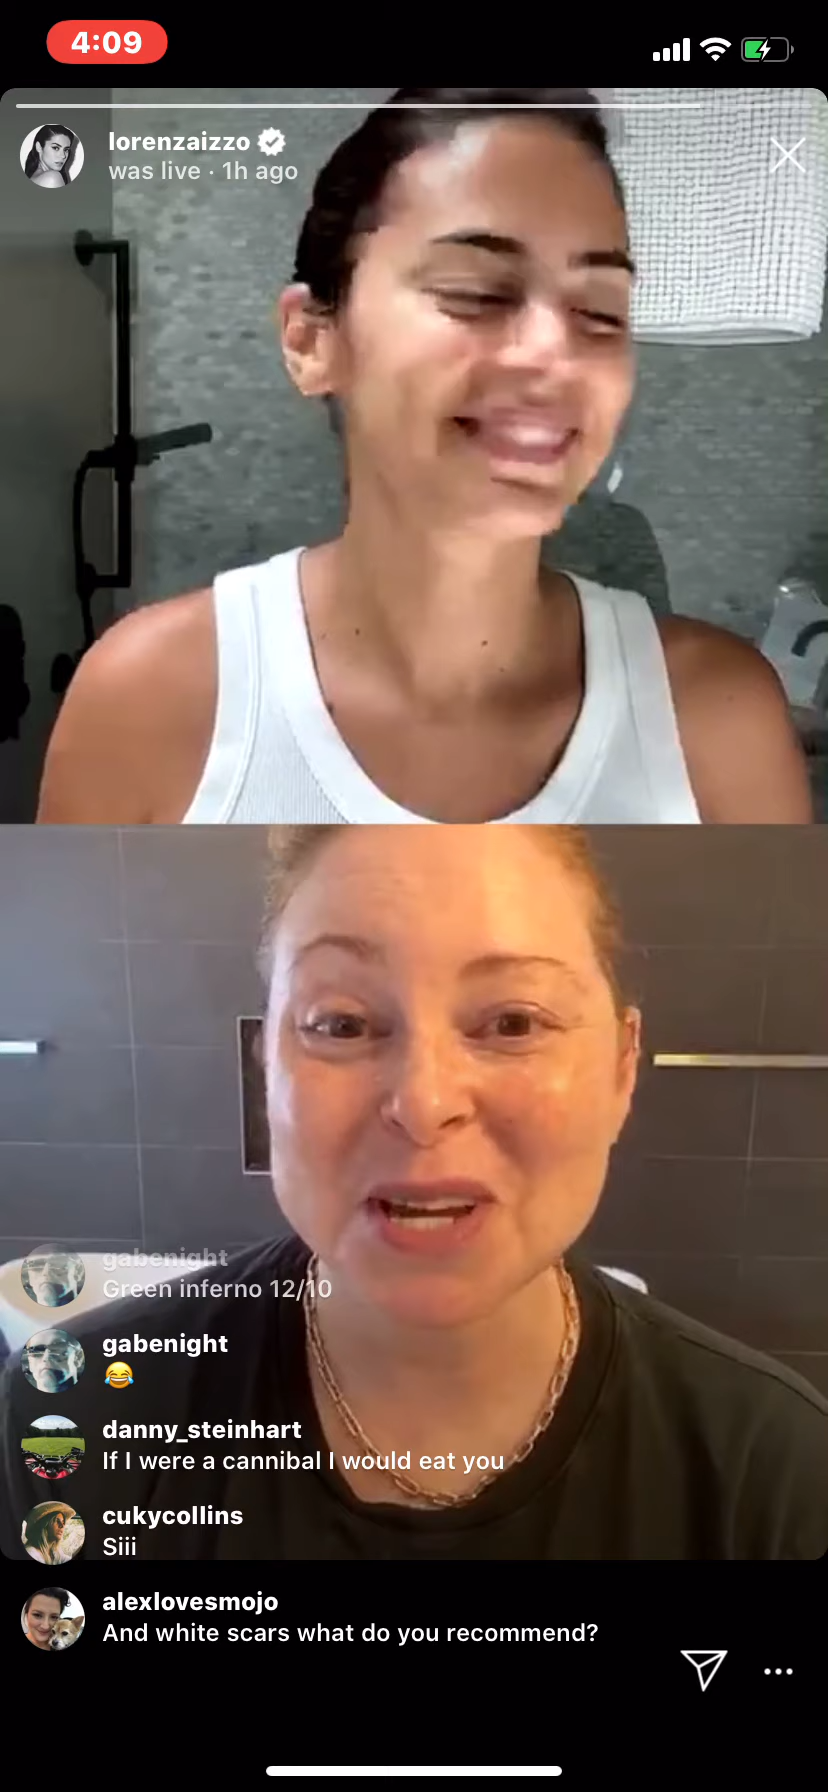 4:09
lorenzaizzo
was live · 1h ago
gabenight
Green inferno 12/10
gabenight
😂
danny_steinhart
If I were a cannibal I would eat you
cukycollins
Siii
alexlovesmojo
And white scars what do you recommend?